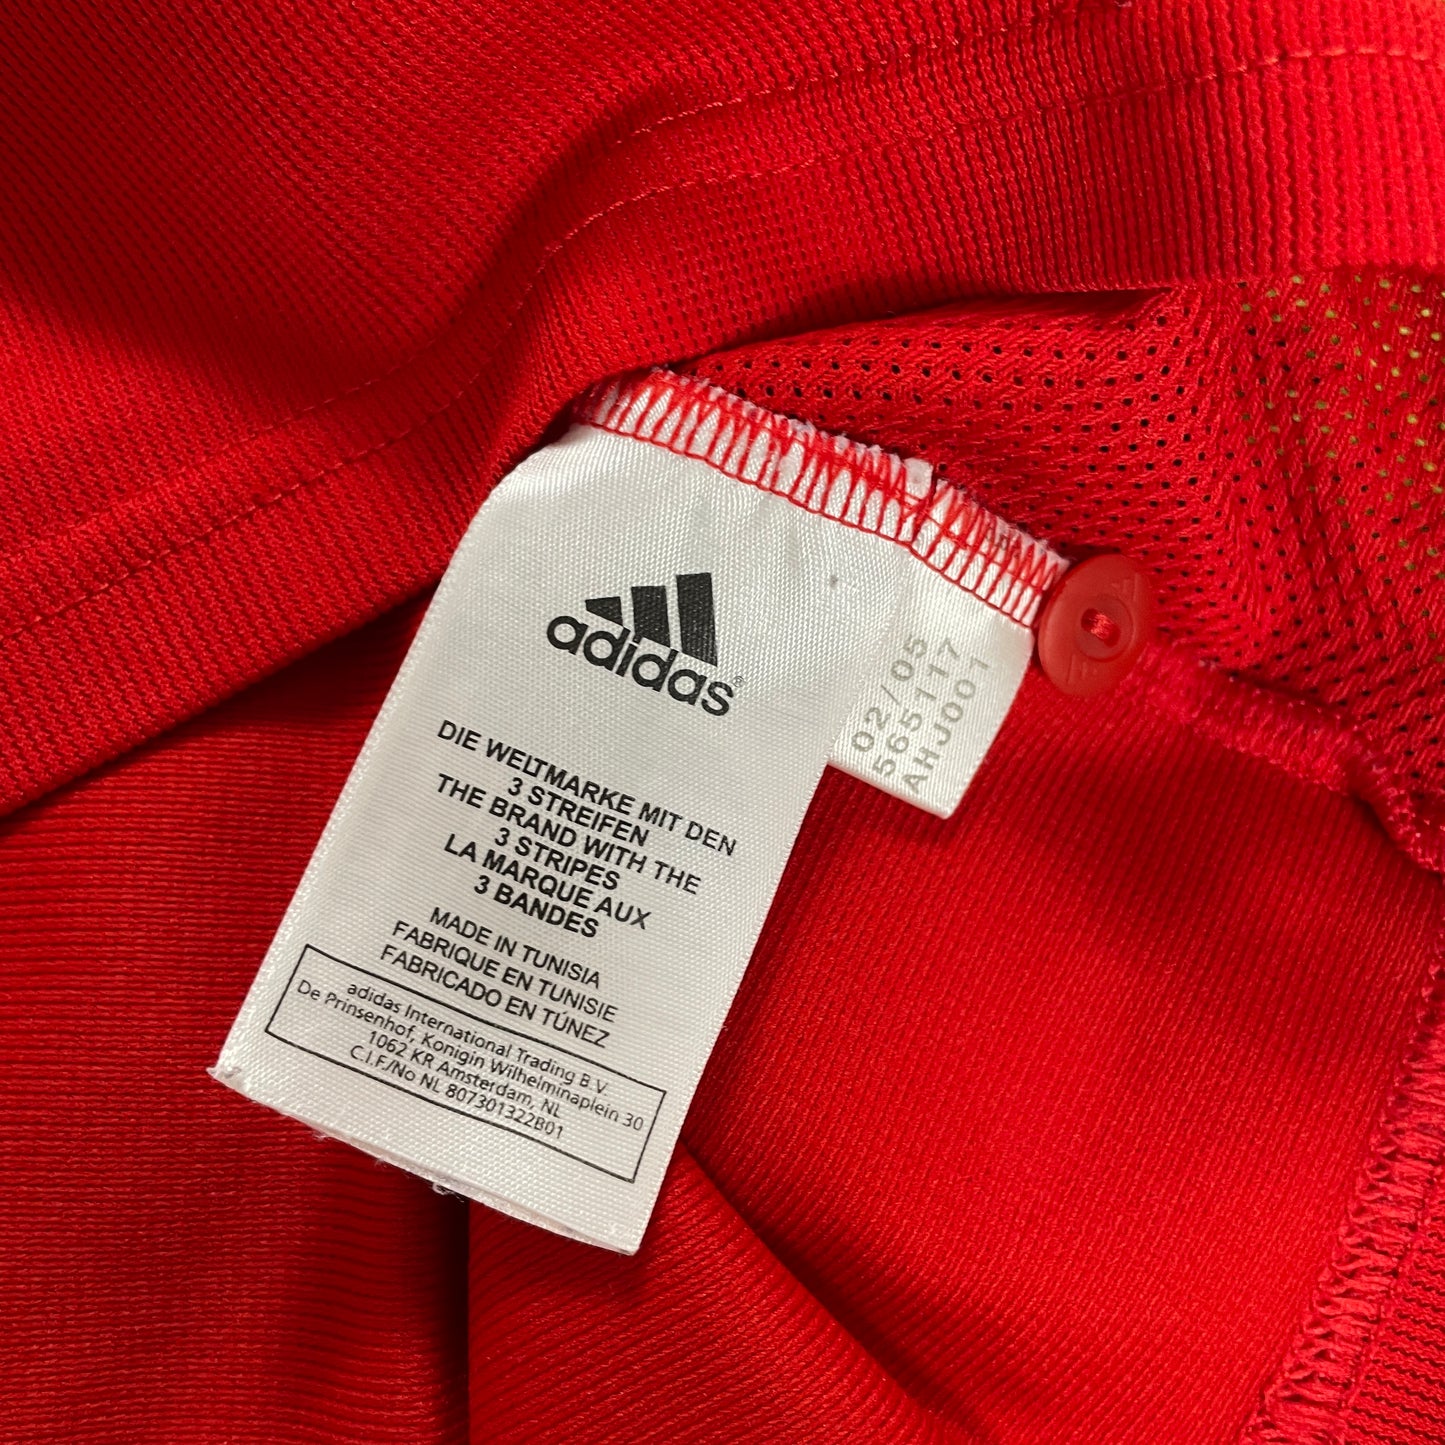 adidas®
DIE WELTMARKE MIT DEN
3 STREIFEN
THE BRAND WITH THE
3 STRIPES
LA MARQUE AUX
3 BANDES
MADE IN TUNISIA
FABRIQUE EN TUNISIE
FABRICADO EN TÚNEZ
adidas International Trading B.V.
De Prinsenhof, Konigin Wilhelminaplein 30
1062 KR Amsterdam, NL
C.I.F./No NL 807301322B01
02/05
565117
AHJ001